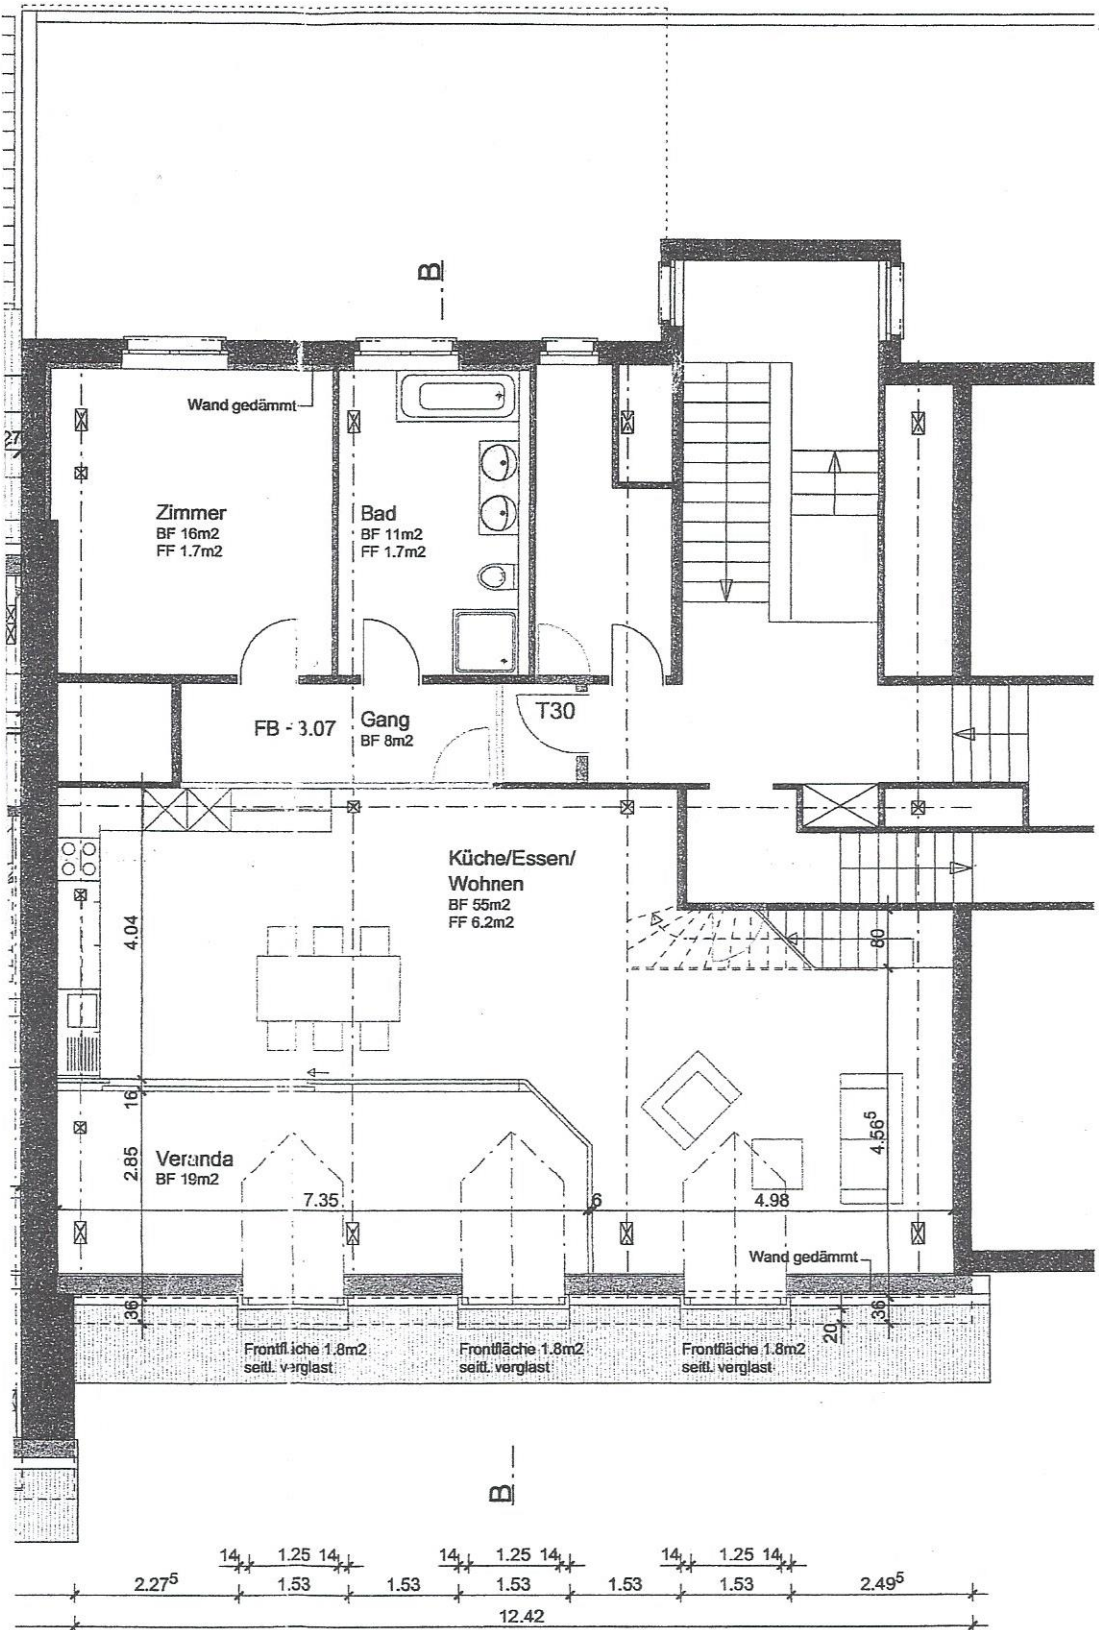 B
Wand gedämmt
27
Zimmer
BF 16m2
FF 1.7m2
Bad
BF 11m2
FF 1.7m2
FB - 3.07
Gang
BF 8m2
T30
Küche/Essen/
Wohnen
BF 55m2
FF 6.2m2
4.04
80
16
2.85
Veranda
BF 19m2
4.56⁵
7.35
6
4.98
Wand gedämmt
36
20
36
Frontfläche 1.8m2
seitl. verglast
Frontfläche 1.8m2
seitl. verglast
Frontfläche 1.8m2
seitl. verglast
B
14 1.25 14 14 1.25 14 14 1.25 14
2.27⁵ 1.53 1.53 1.53 1.53 1.53 2.49⁵
12.42